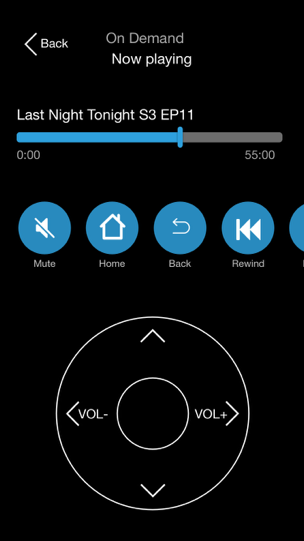 Back
On Demand
Now playing
Last Night Tonight S3 EP11
0:00 55:00
Mute Home Back Rewind
VOL- VOL+